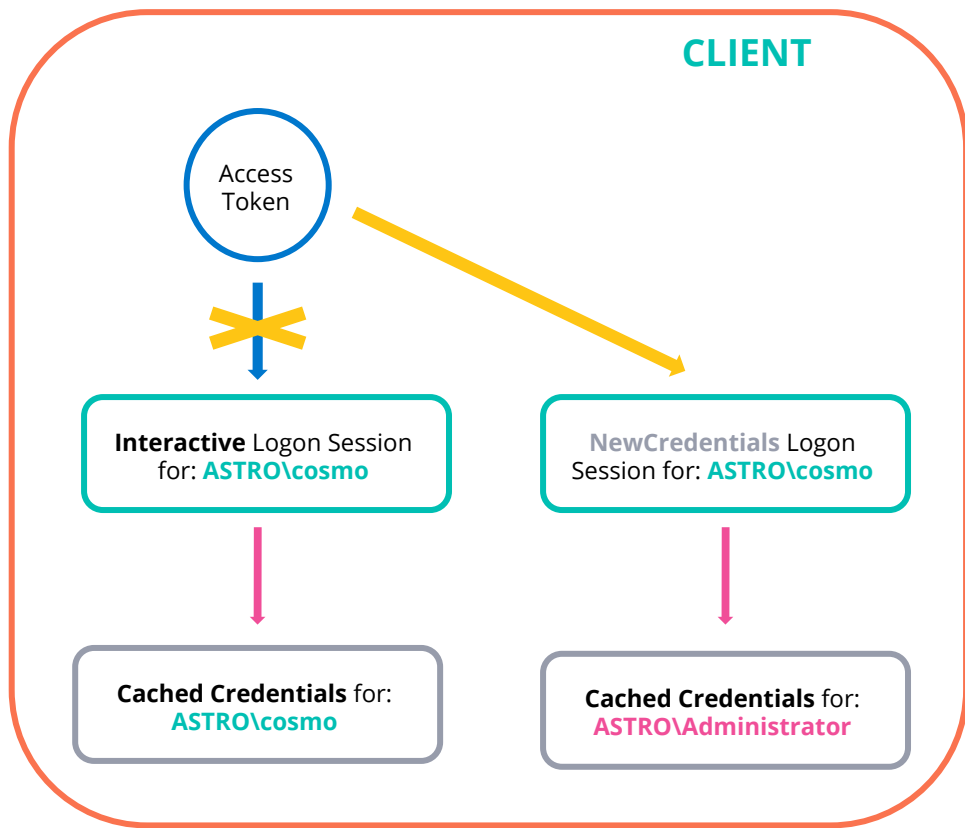 CLIENT
Access
Token
Interactive Logon Session
for: ASTRO\cosmo
NewCredentials Logon
Session for: ASTRO\cosmo
Cached Credentials for:
ASTRO\cosmo
Cached Credentials for:
ASTRO\Administrator